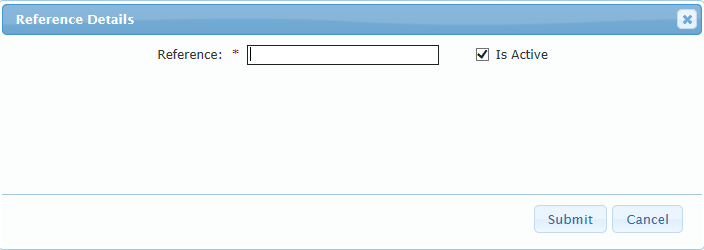 Reference Details
Reference: * Is Active
Submit Cancel